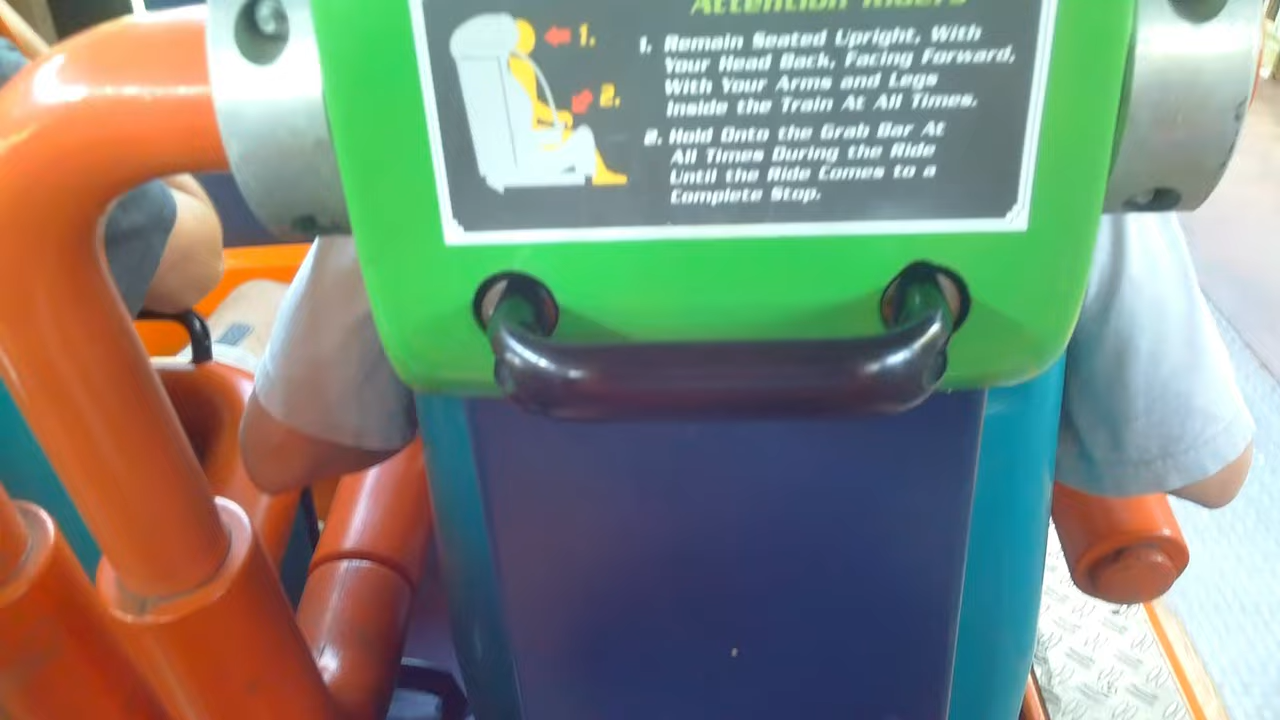 Attention Riders
1.
2.
1. Remain Seated Upright, With
Your Head Back, Facing Forward,
With Your Arms and Legs
Inside the Train At All Times.
2. Hold Onto the Grab Bar At
All Times During the Ride
Until the Ride Comes to a
Complete Stop.